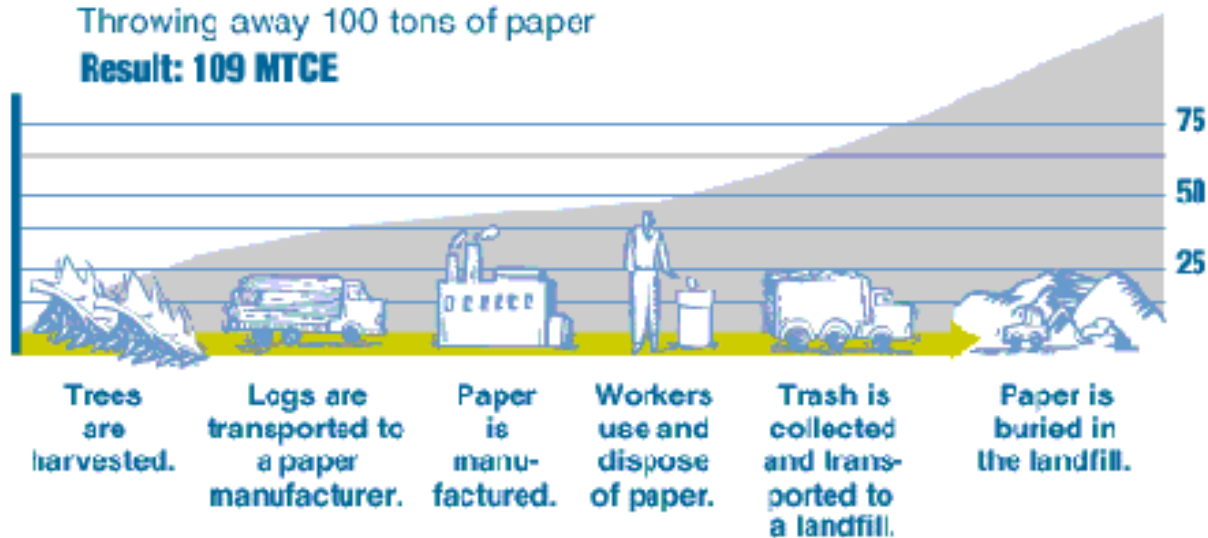 Throwing away 100 tons of paper
Result: 109 MTCE
75
50
25
Trees
are
harvested.
Logs are
transported to
a paper
manufacturer.
Paper
is
manu-
factured.
Workers
use and
dispose
of paper.
Trash is
collected
and trans-
ported to
a landfill.
Paper is
buried in
the landfill.